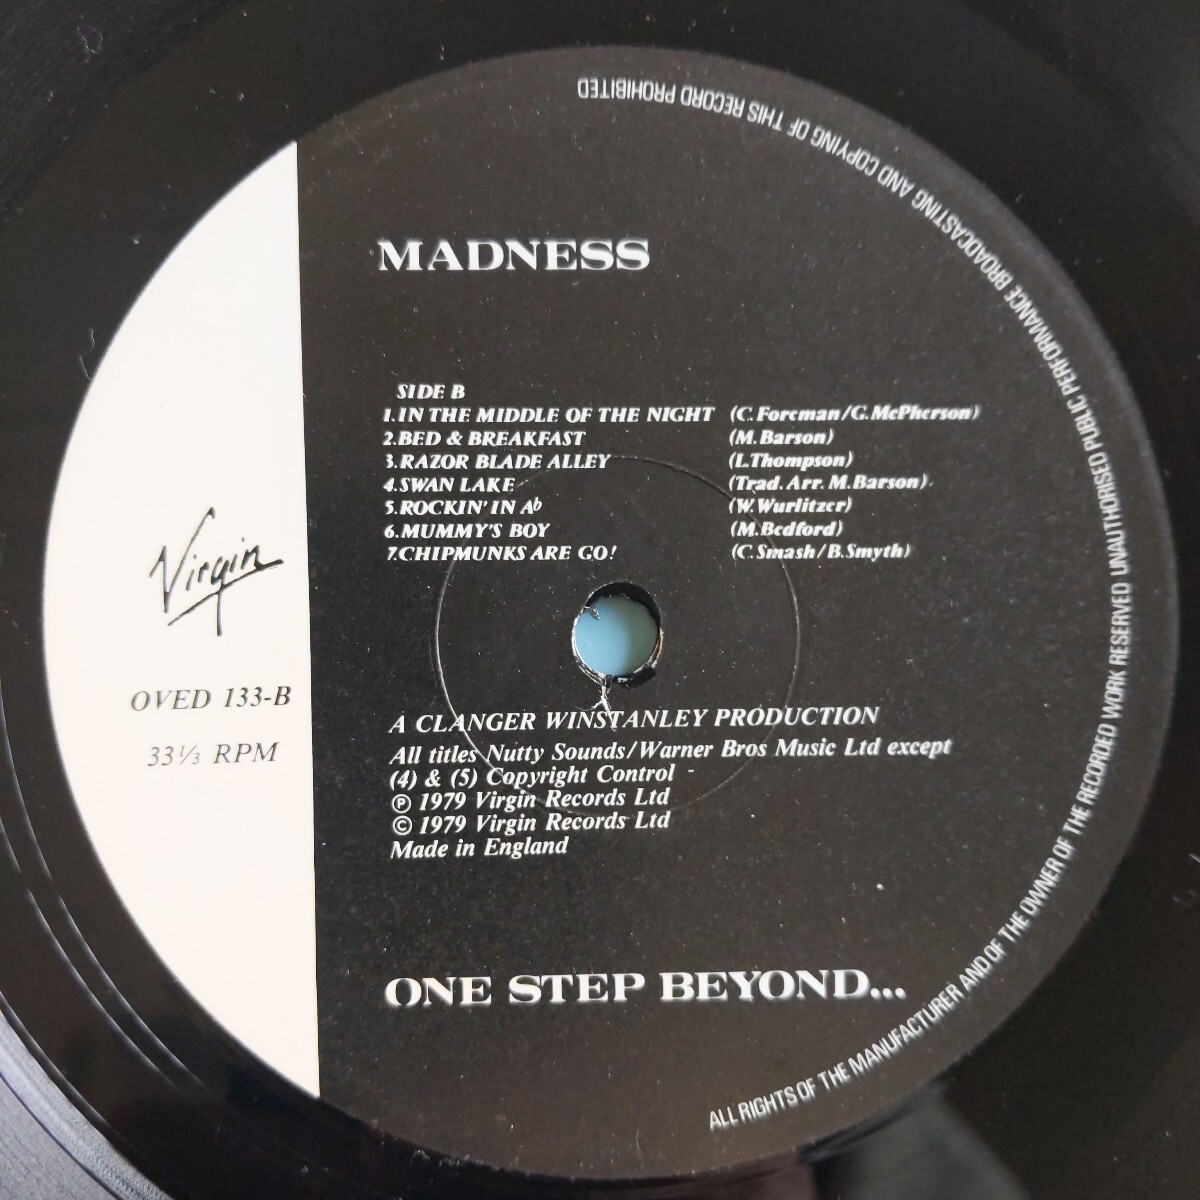 MADNESS
SIDE B
1. IN THE MIDDLE OF THE NIGHT (C. Foreman/G. McPherson)
2. BED & BREAKFAST (M. Barson)
3. RAZOR BLADE ALLEY (L. Thompson)
4. SWAN LAKE (Trad. Arr. M. Barson)
5. ROCKIN' IN A♭ (W. Wurlitzer)
6. MUMMY'S BOY (M. Bedford)
7. CHIPMUNKS ARE GO! (C. Smash/B. Smyth)
Virgin
OVED 133-B
33 1/3 RPM
A CLANGER WINSTANLEY PRODUCTION
All titles Nutty Sounds/Warner Bros Music Ltd except
(4) & (5) Copyright Control
℗ 1979 Virgin Records Ltd
© 1979 Virgin Records Ltd
Made in England
ONE STEP BEYOND...
ALL RIGHTS OF THE MANUFACTURER AND OF THE OWNER OF THE RECORDED WORK RESERVED UNAUTHORISED PUBLIC PERFORMANCE BROADCASTING AND COPYING OF THIS RECORD PROHIBITED